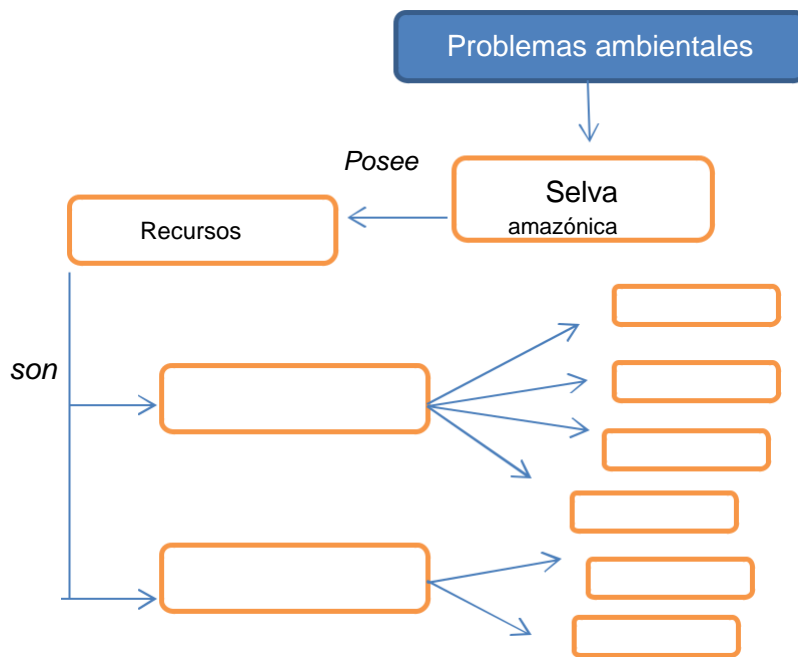 Problemas ambientales
Posee
Selva
amazónica
Recursos
son